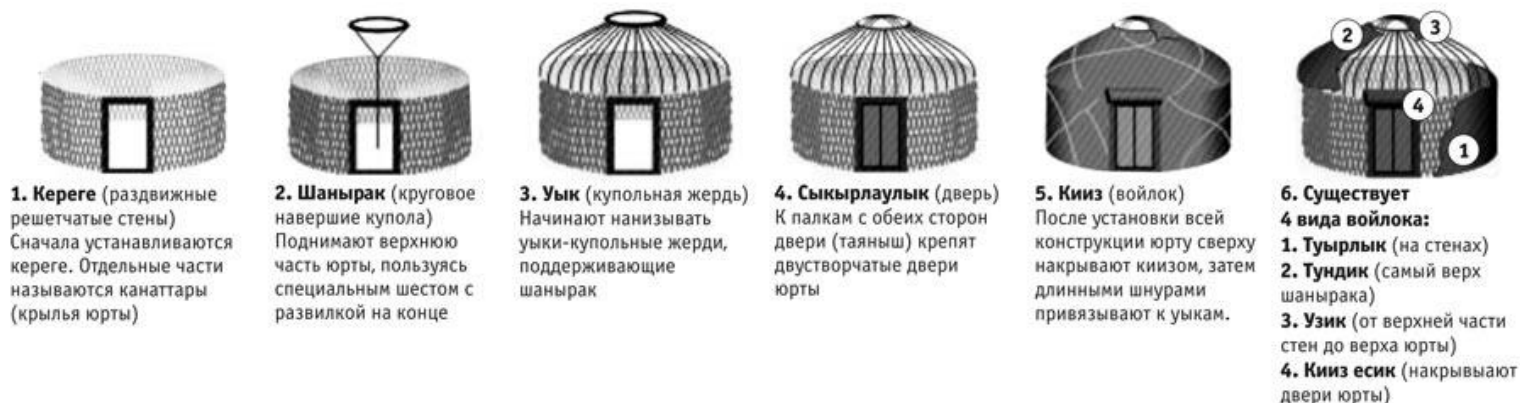 1. Кереге (раздвижные
решетчатые стены)
Сначала устанавливаются
кереге. Отдельные части
называются канаттары
(крылья юрты)
2. Шанырак (круговое
навершие купола)
Поднимают верхнюю
часть юрты, пользуясь
специальным шестом с
развилкой на конце
3. Уык (купольная жердь)
Начинают нанизывать
уыки-купольные жерди,
поддерживающие
шанырак
4. Сыкырлаулык (дверь)
К палкам с обеих сторон
двери (таяныш) крепят
двустворчатые двери
юрты
5. Кииз (войлок)
После установки всей
конструкции юрту сверху
накрывают киизом, затем
длинными шнурами
привязывают к уыкам.
2
3
4
1
6. Существует
4 вида войлока:
1. Туырлык (на стенах)
2. Тундик (самый верх
шанырака)
3. Узик (от верхней части
стен до верха юрты)
4. Кииз есик (накрывыают
двери юрты)